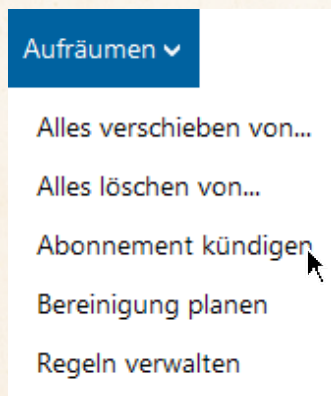 Aufräumen
Alles verschieben von...
Alles löschen von...
Abonnement kündigen
Bereinigung planen
Regeln verwalten